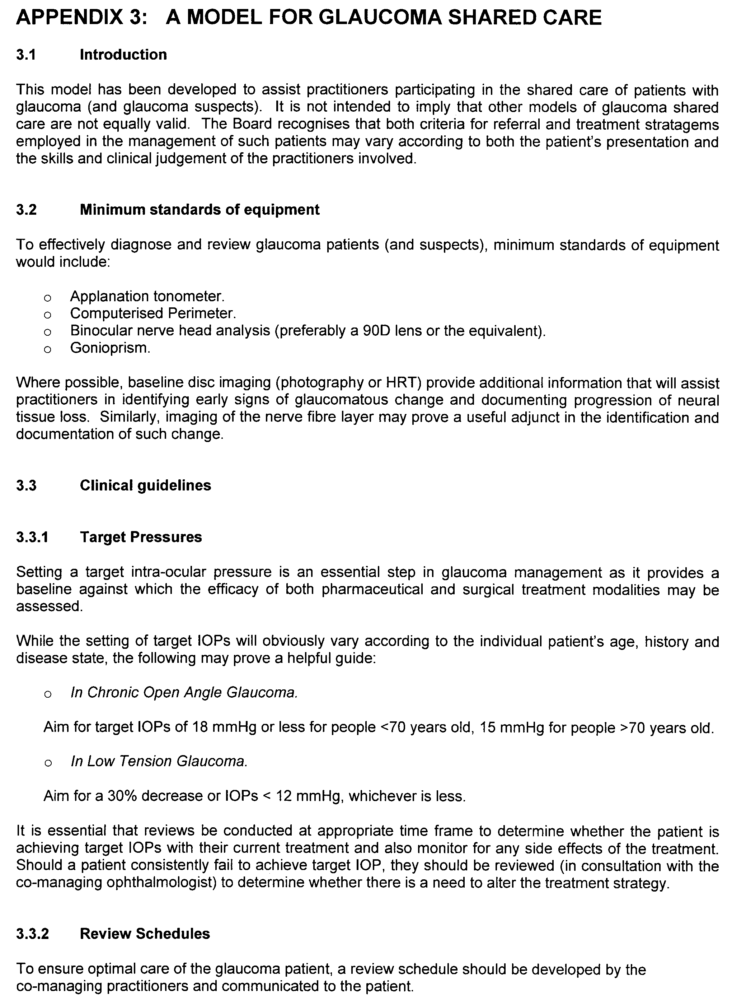 APPENDIX 3: A MODEL FOR GLAUCOMA SHARED CARE
3.1 Introduction
This model has been developed to assist practitioners participating in the shared care of patients with
glaucoma (and glaucoma suspects). It is not intended to imply that other models of glaucoma shared
care are not equally valid. The Board recognises that both criteria for referral and treatment stratagems
employed in the management of such patients may vary according to both the patient's presentation and
the skills and clinical judgement of the practitioners involved.
3.2 Minimum standards of equipment
To effectively diagnose and review glaucoma patients (and suspects), minimum standards of equipment
would include:
o Applanation tonometer.
o Computerised Perimeter.
o Binocular nerve head analysis (preferably a 90D lens or the equivalent).
o Gonioprism.
Where possible, baseline disc imaging (photography or HRT) provide additional information that will assist
practitioners in identifying early signs of glaucomatous change and documenting progression of neural
tissue loss. Similarly, imaging of the nerve fibre layer may prove a useful adjunct in the identification and
documentation of such change.
3.3 Clinical guidelines
3.3.1 Target Pressures
Setting a target intra-ocular pressure is an essential step in glaucoma management as it provides a
baseline against which the efficacy of both pharmaceutical and surgical treatment modalities may be
assessed.
While the setting of target IOPs will obviously vary according to the individual patient's age, history and
disease state, the following may prove a helpful guide:
o In Chronic Open Angle Glaucoma.
Aim for target IOPs of 18 mmHg or less for people <70 years old, 15 mmHg for people >70 years old.
o In Low Tension Glaucoma.
Aim for a 30% decrease or IOPs < 12 mmHg, whichever is less.
It is essential that reviews be conducted at appropriate time frame to determine whether the patient is
achieving target IOPs with their current treatment and also monitor for any side effects of the treatment.
Should a patient consistently fail to achieve target IOP, they should be reviewed (in consultation with the
co-managing ophthalmologist) to determine whether there is a need to alter the treatment strategy.
3.3.2 Review Schedules
To ensure optimal care of the glaucoma patient, a review schedule should be developed by the
co-managing practitioners and communicated to the patient.